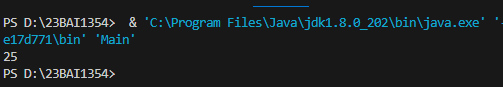 PS D:\23BAI1354>  & 'C:\Program Files\Java\jdk1.8.0_202\bin\java.exe' '-
e17d771\bin' 'Main'
25
PS D:\23BAI1354>